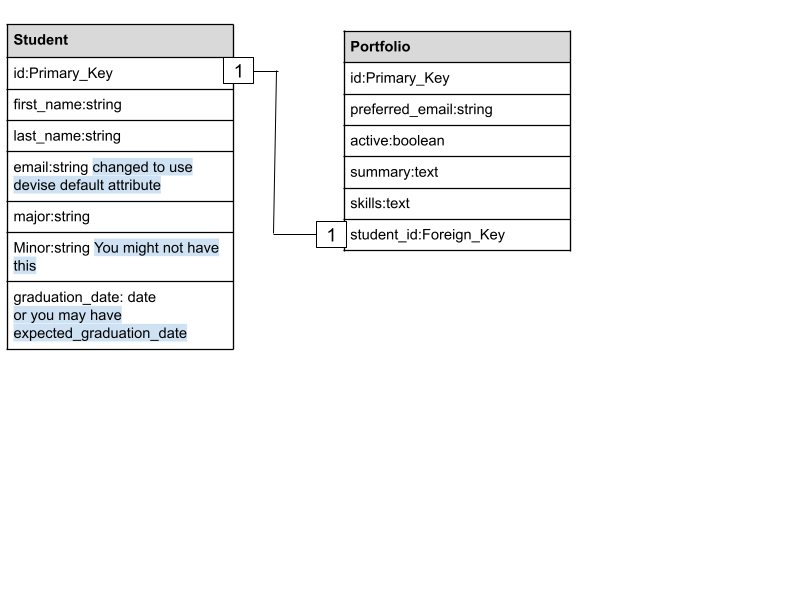 Student
id:Primary_Key
first_name:string
last_name:string
email:string changed to use
devise default attribute
major:string
Minor:string You might not have
this
graduation_date: date
or you may have
expected_graduation_date
1
1
Portfolio
id:Primary_Key
preferred_email:string
active:boolean
summary:text
skills:text
student_id:Foreign_Key